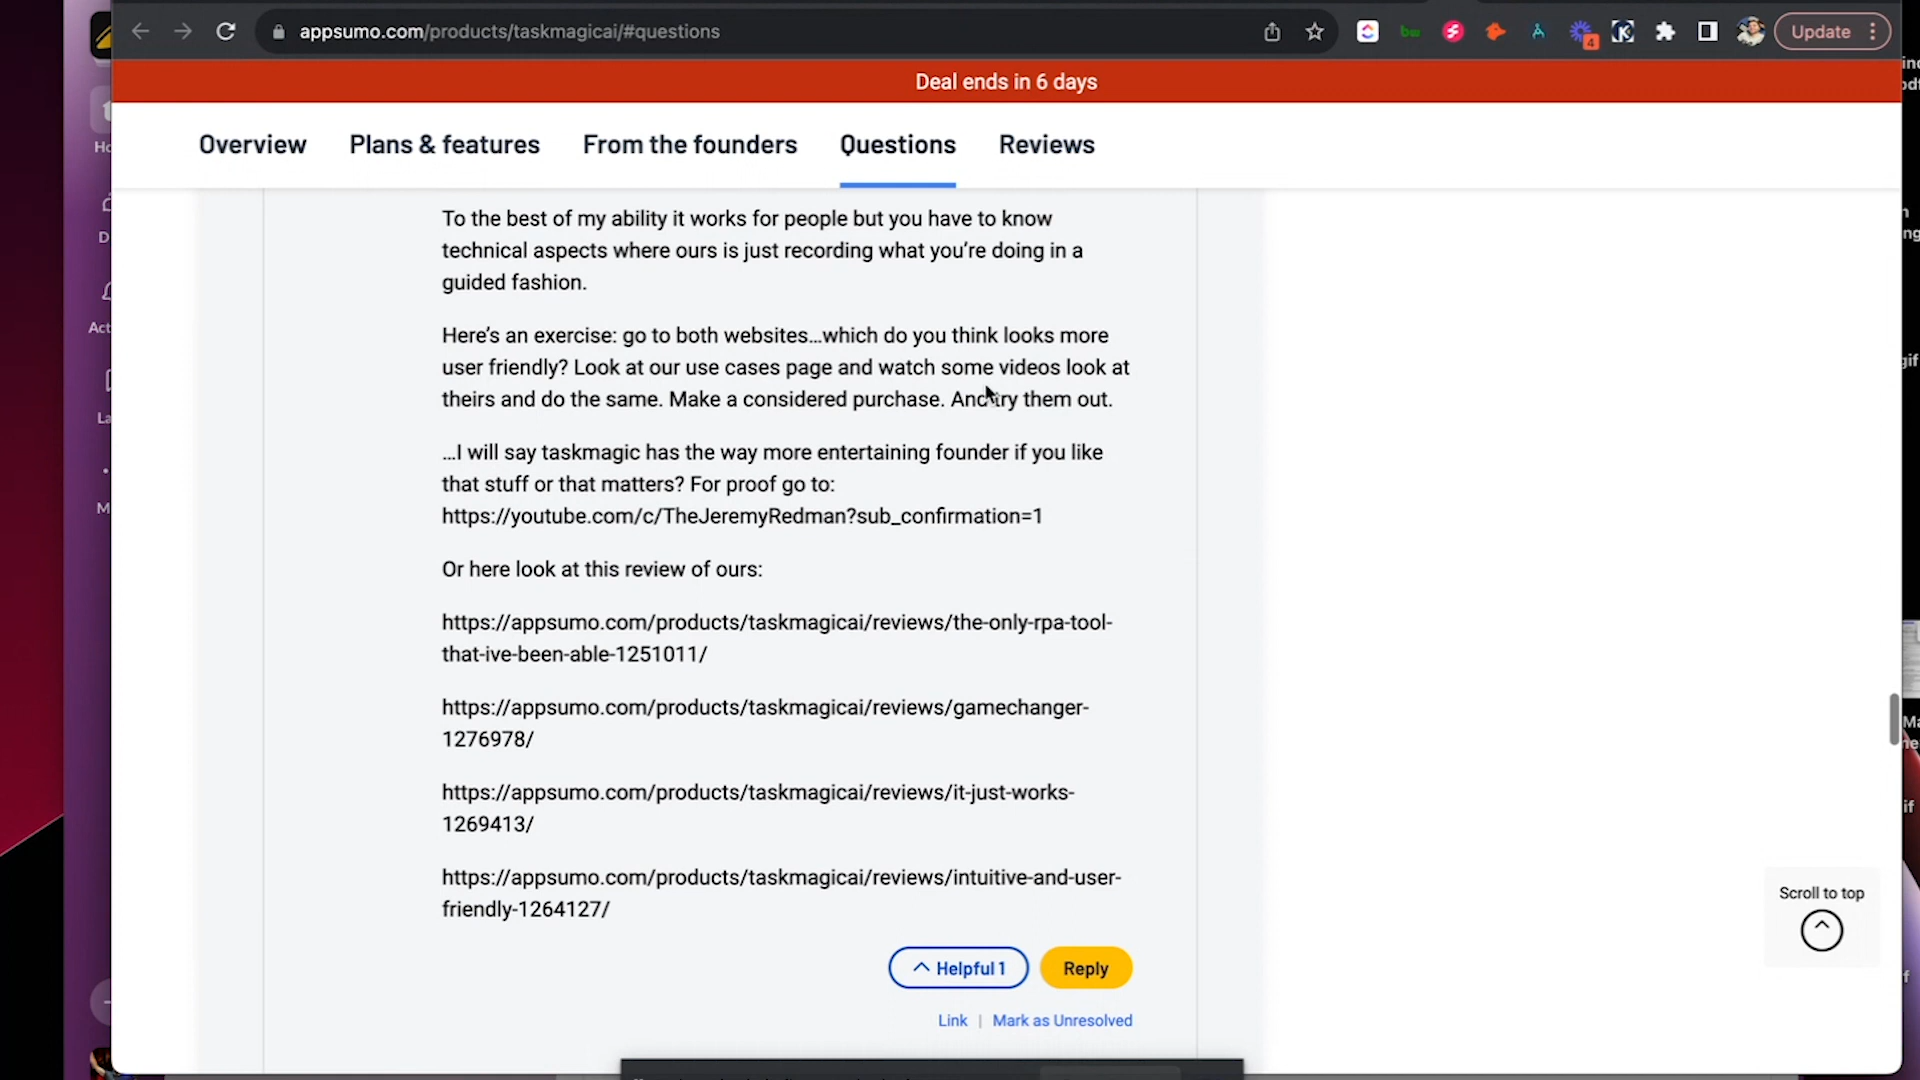 appsumo.com/products/taskmagicai/#questions
4
Update
Deal ends in 6 days
Overview
Plans & features
From the founders
Questions
Reviews
To the best of my ability it works for people but you have to know
technical aspects where ours is just recording what you’re doing in a
guided fashion.
Here’s an exercise: go to both websites…which do you think looks more
user friendly? Look at our use cases page and watch some videos look at
theirs and do the same. Make a considered purchase. And try them out.
…I will say taskmagic has the way more entertaining founder if you like
that stuff or that matters? For proof go to:
https://youtube.com/c/TheJeremyRedman?sub_confirmation=1
Or here look at this review of ours:
https://appsumo.com/products/taskmagicai/reviews/the-only-rpa-tool-
that-ive-been-able-1251011/
https://appsumo.com/products/taskmagicai/reviews/gamechanger-
1276978/
https://appsumo.com/products/taskmagicai/reviews/it-just-works-
1269413/
https://appsumo.com/products/taskmagicai/reviews/intuitive-and-user-
friendly-1264127/
Helpful 1
Reply
Link | Mark as Unresolved
Scroll to top